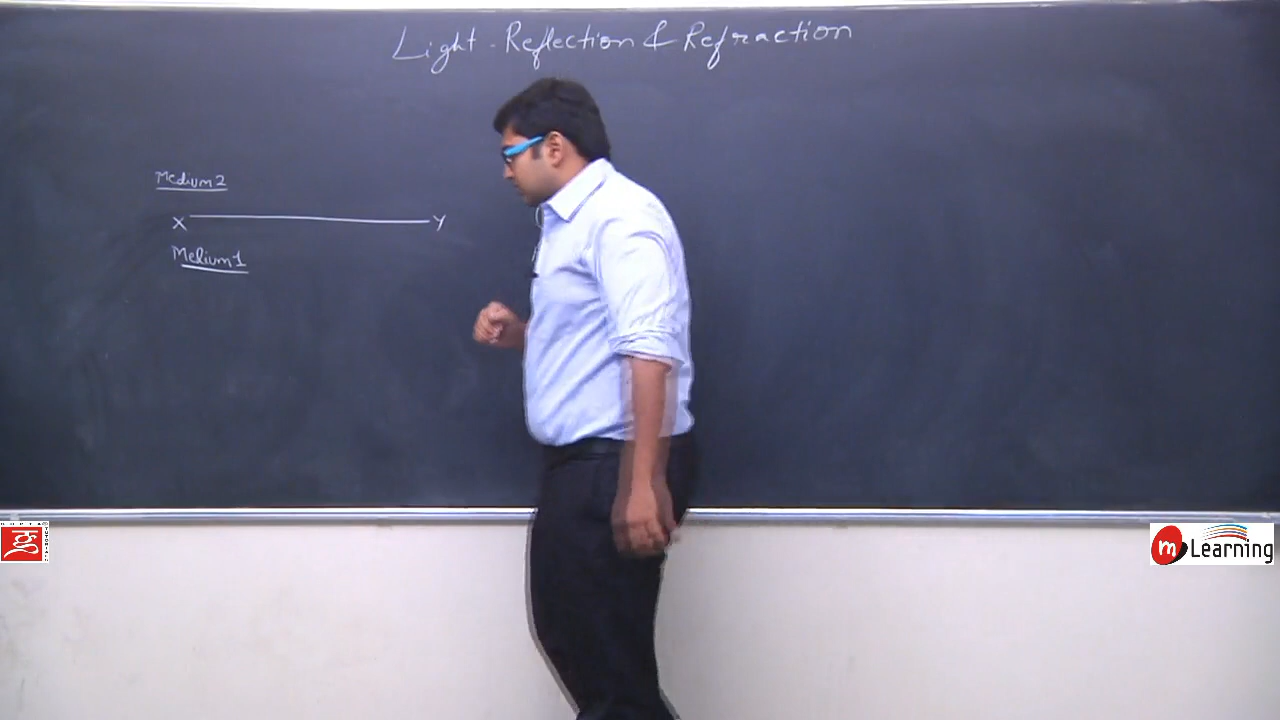 Light - Reflection & Refraction
Medium 2
X Y
Medium 1
m Learning